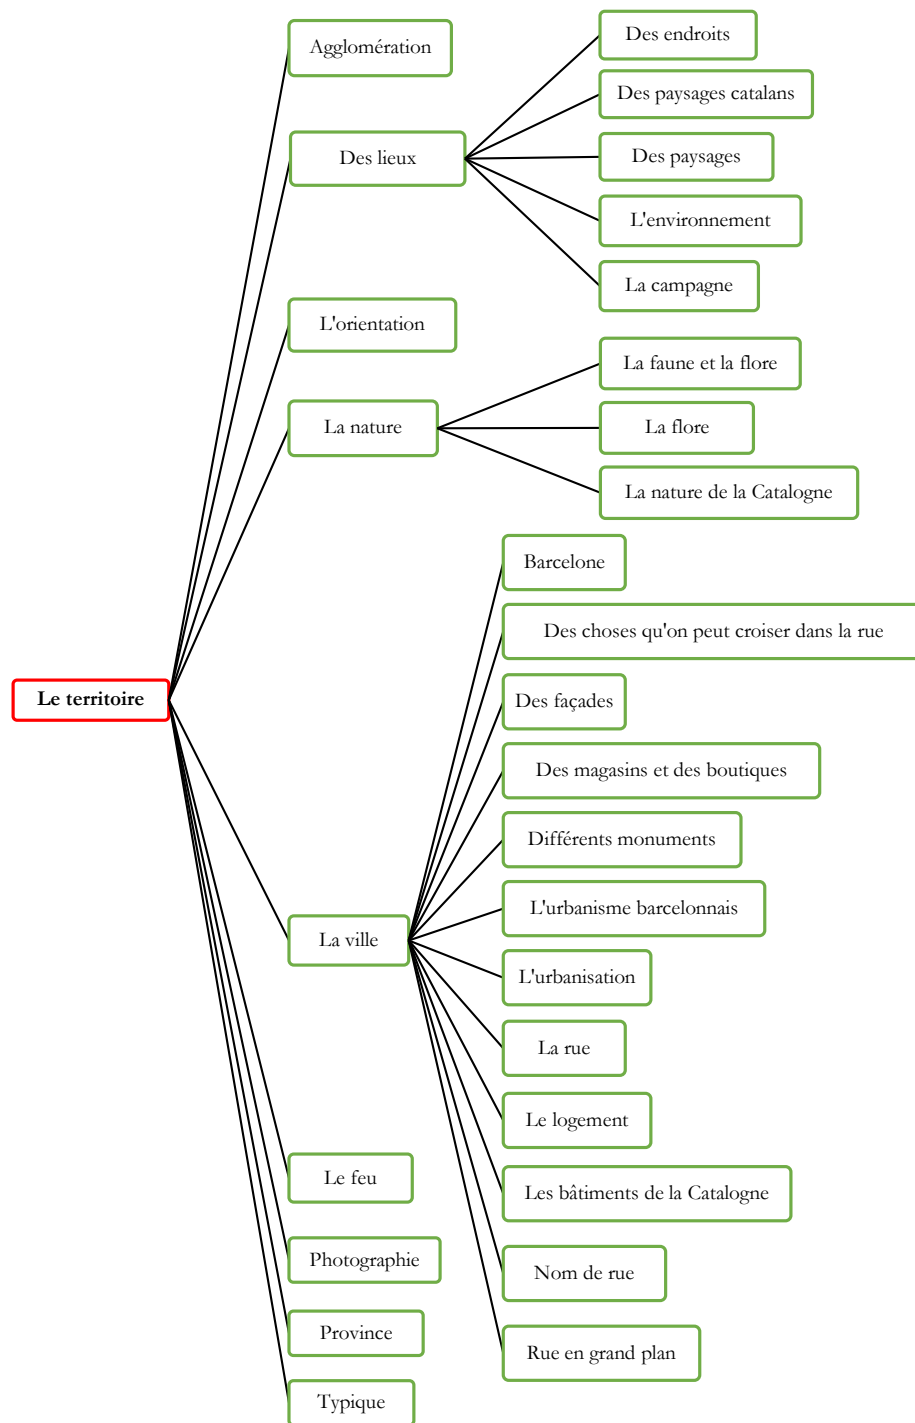 Le territoire
Agglomération
Des lieux
Des endroits
Des paysages catalans
Des paysages
L'environnement
La campagne
L'orientation
La nature
La faune et la flore
La flore
La nature de la Catalogne
La ville
Barcelone
Des choses qu'on peut croiser dans la rue
Des façades
Des magasins et des boutiques
Différents monuments
L'urbanisme barcelonnais
L'urbanisation
La rue
Le logement
Les bâtiments de la Catalogne
Nom de rue
Rue en grand plan
Le feu
Photographie
Province
Typique